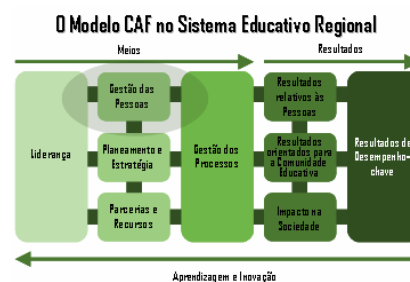 O Modelo CAF no Sistema Educativo Regional
Meios
Resultados
Liderança
Gestão das
Pessoas
Planeamento e
Estratégia
Parcerias e
Recursos
Gestão dos
Processos
Resultados
relativos às
Pessoas
Resultados
orientados para
a Comunidade
Educativa
Impacto na
Sociedade
Resultados de
Desempenho-
chave
Aprendizagem e Inovação